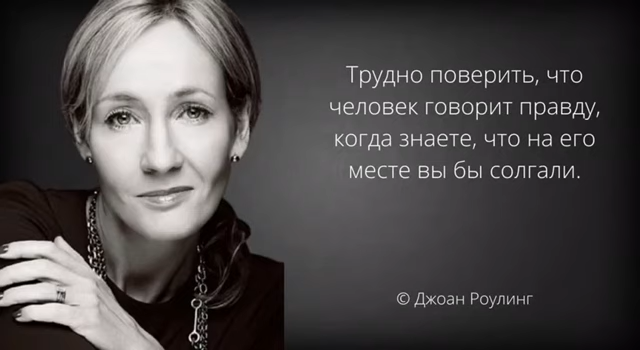 Трудно поверить, что
человек говорит правду,
когда знаете, что на его
месте вы бы солгали.
© Джоан Роулинг